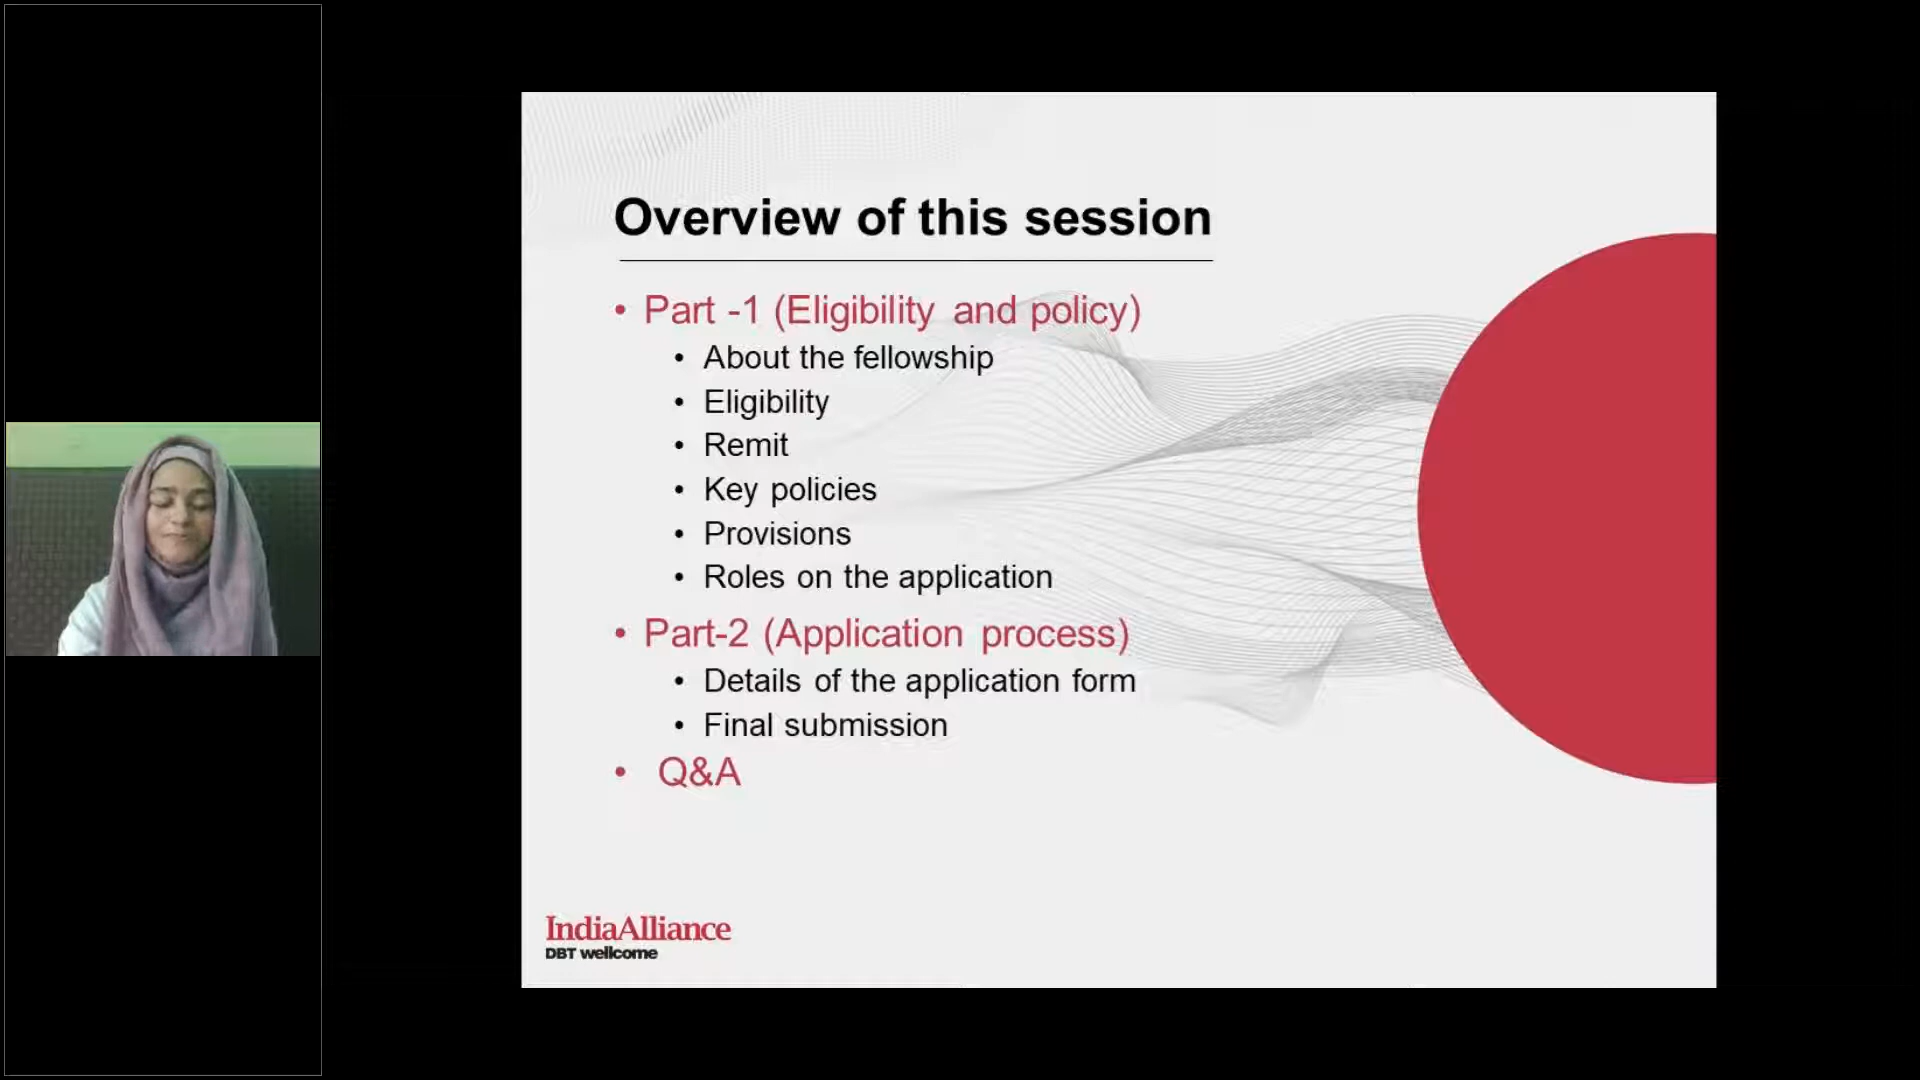 Overview of this session
• Part -1 (Eligibility and policy)
• About the fellowship
• Eligibility
• Remit
• Key policies
• Provisions
• Roles on the application
• Part-2 (Application process)
• Details of the application form
• Final submission
• Q&A
IndiaAlliance
DBT wellcome